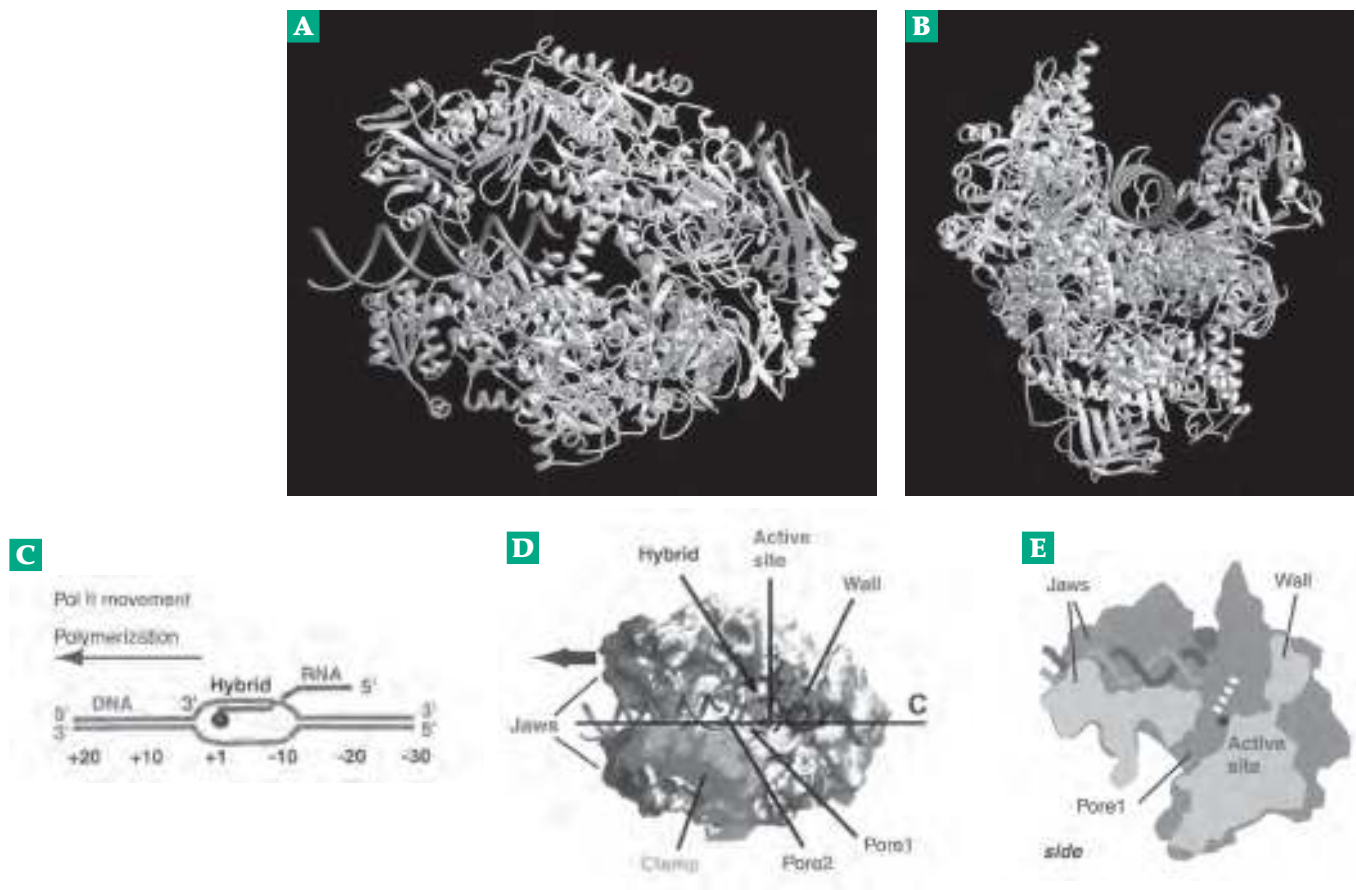 A
B
C
Pol II movement
Polymerization
RNA
Hybrid
5'
DNA
3'
5'
3'
3'
5'
+20 +10 +1 -10 -20 -30
D
Hybrid
Active
site
Wall
C
Jaws
Clamp
Pore2
Pore1
E
Jaws
Wall
Active
site
Pore1
side